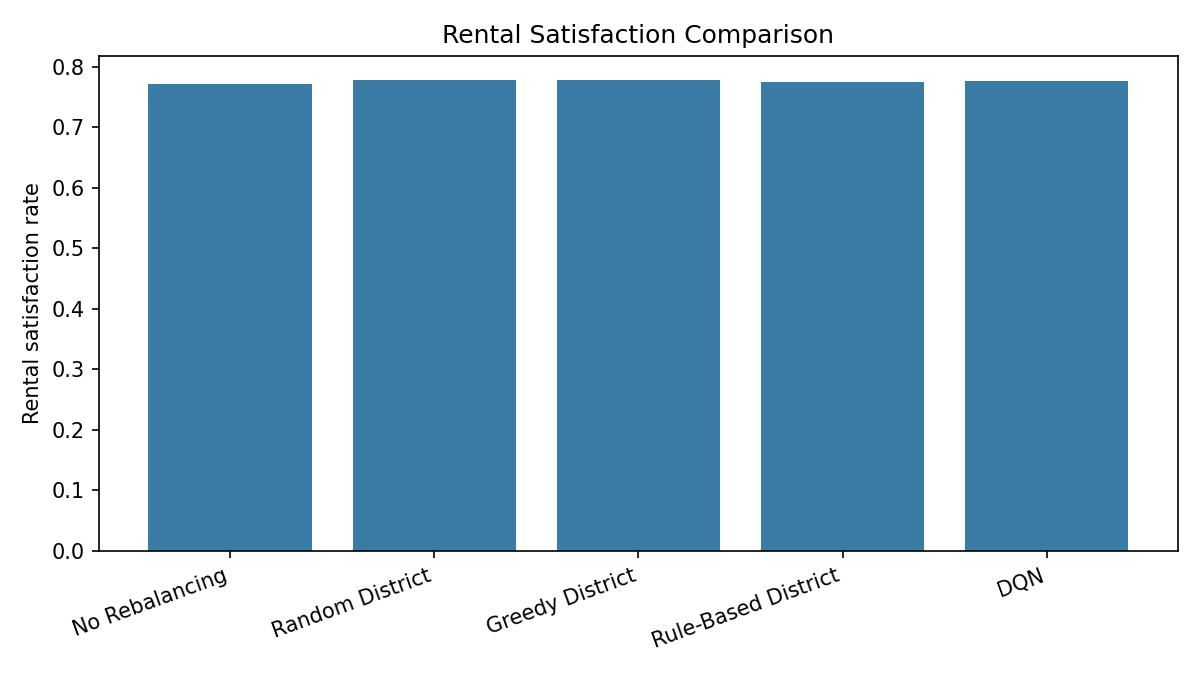 Rental Satisfaction Comparison
Rental satisfaction rate
0.8
0.7
0.6
0.5
0.4
0.3
0.2
0.1
0.0
No Rebalancing
Random District
Greedy District
Rule-Based District
DQN